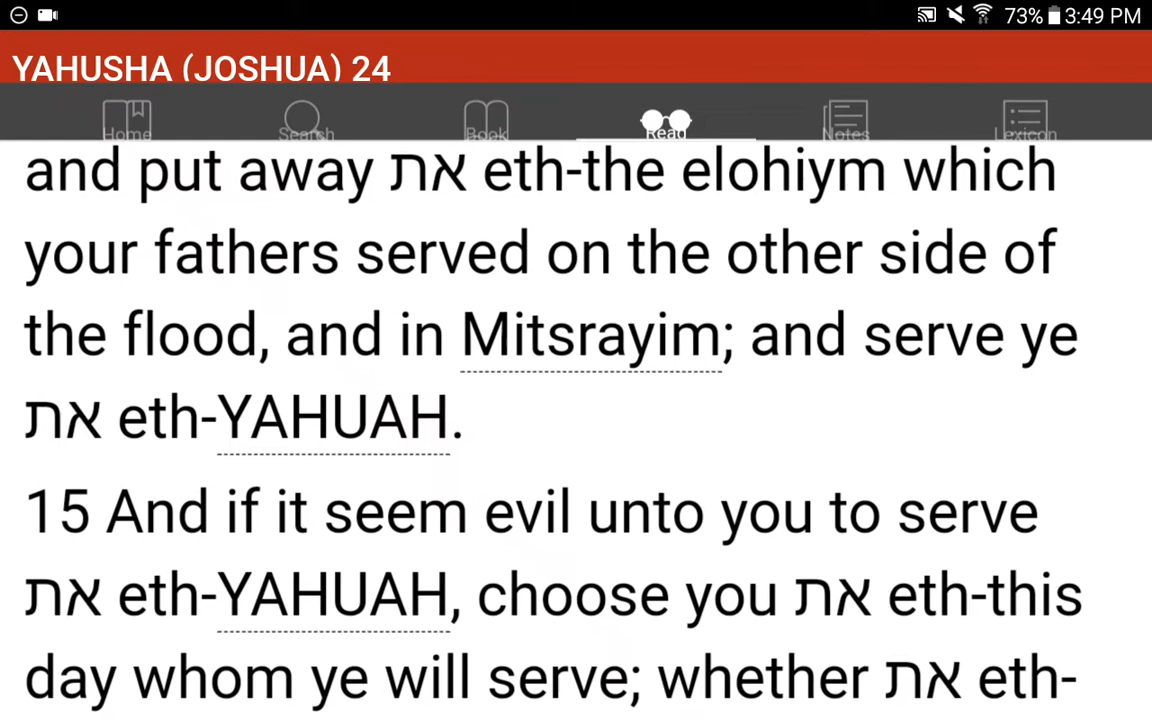 73% 3:49 PM
YAHUSHA (JOSHUA) 24
Home Search Book Read Notes Lexicon
and put away את eth-the elohiym which
your fathers served on the other side of
the flood, and in Mitsrayim; and serve ye
את eth-YAHUAH.
15 And if it seem evil unto you to serve
את eth-YAHUAH, choose you את eth-this
day whom ye will serve; whether את eth-